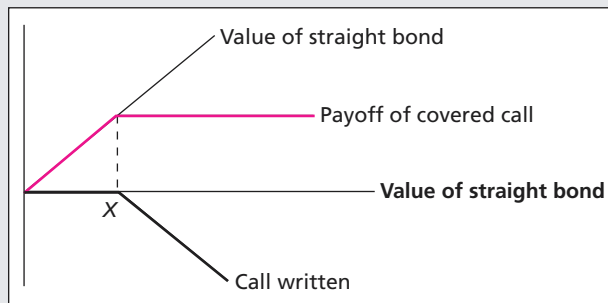 Value of straight bond
Payoff of covered call
Value of straight bond
X
Call written